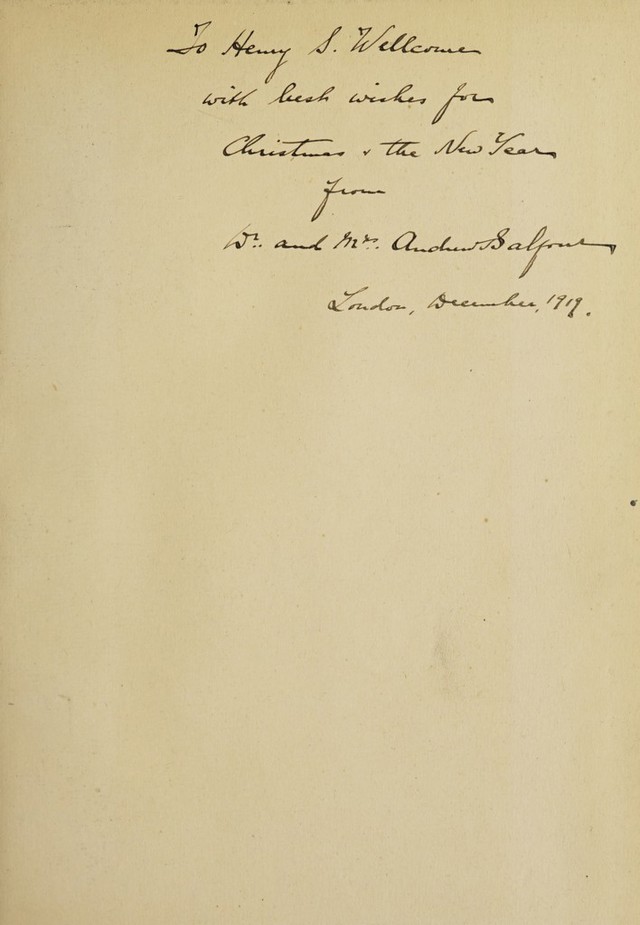 To Henry S. Wellcome
with best wishes for
Christmas & the New Year
from
Dr. and Mrs. Andrew Balfour
London, December, 1919.